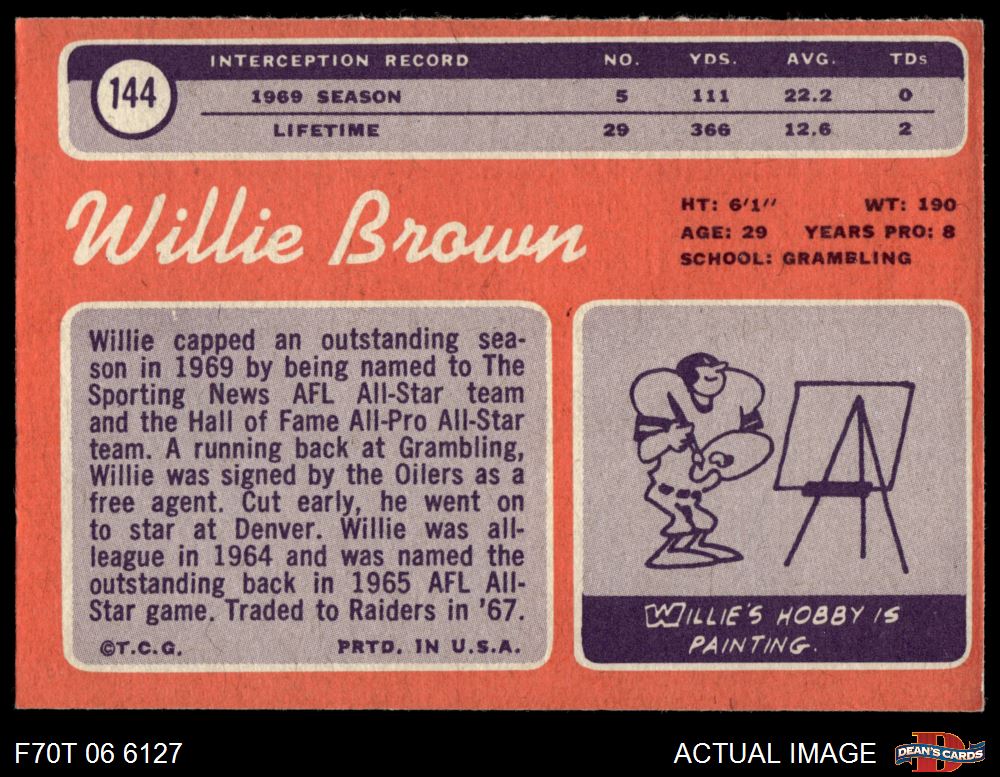 144
INTERCEPTION RECORD NO. YDS. AVG. TDs
1969 SEASON 5 111 22.2 0
LIFETIME 29 366 12.6 2
Willie Brown
HT: 6'1" WT: 190
AGE: 29 YEARS PRO: 8
SCHOOL: GRAMBLING
Willie capped an outstanding sea-
son in 1969 by being named to The
Sporting News AFL All-Star team
and the Hall of Fame All-Pro All-Star
team. A running back at Grambling,
Willie was signed by the Oilers as a
free agent. Cut early, he went on
to star at Denver. Willie was all-
league in 1964 and was named the
outstanding back in 1965 AFL All-
Star game. Traded to Raiders in '67.
©T.C.G. PRTD. IN U.S.A.
WILLIE'S HOBBY IS
PAINTING.
F70T 06 6127
ACTUAL IMAGE
D
DEAN'S CARDS